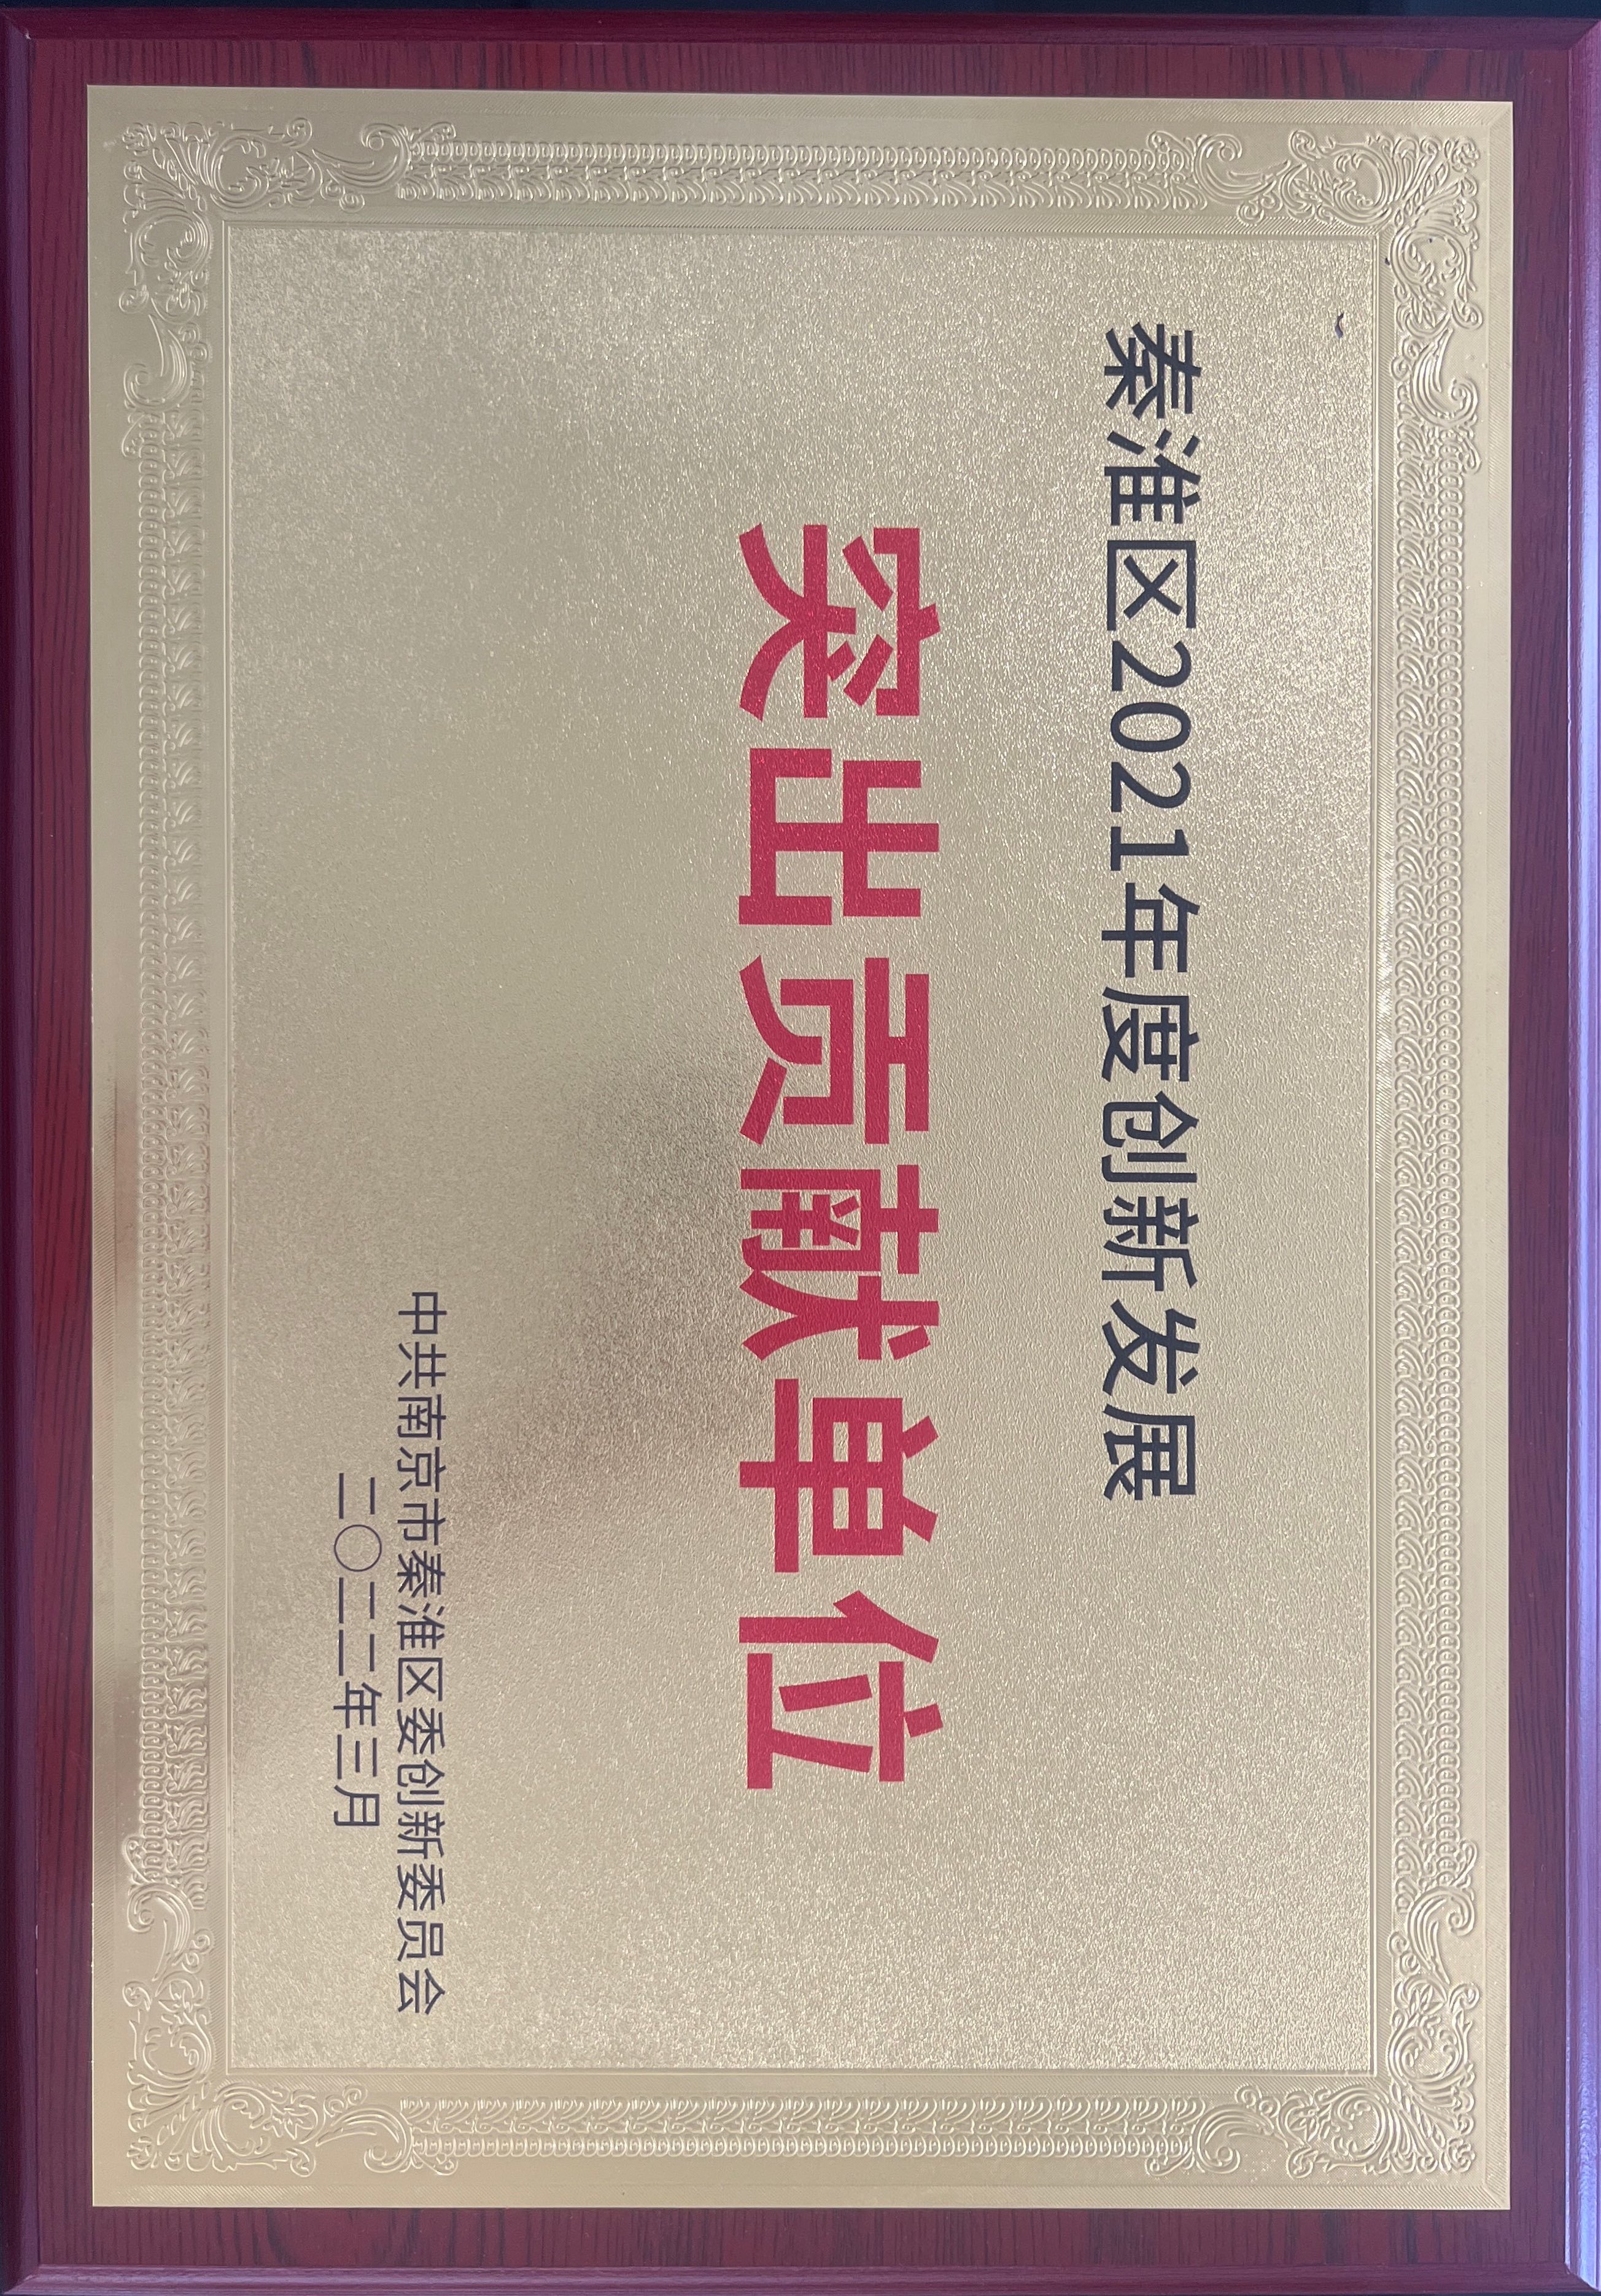 秦淮区2021年度创新发展
突出贡献单位
中共南京市秦淮区委创新委员会
二〇二二年三月